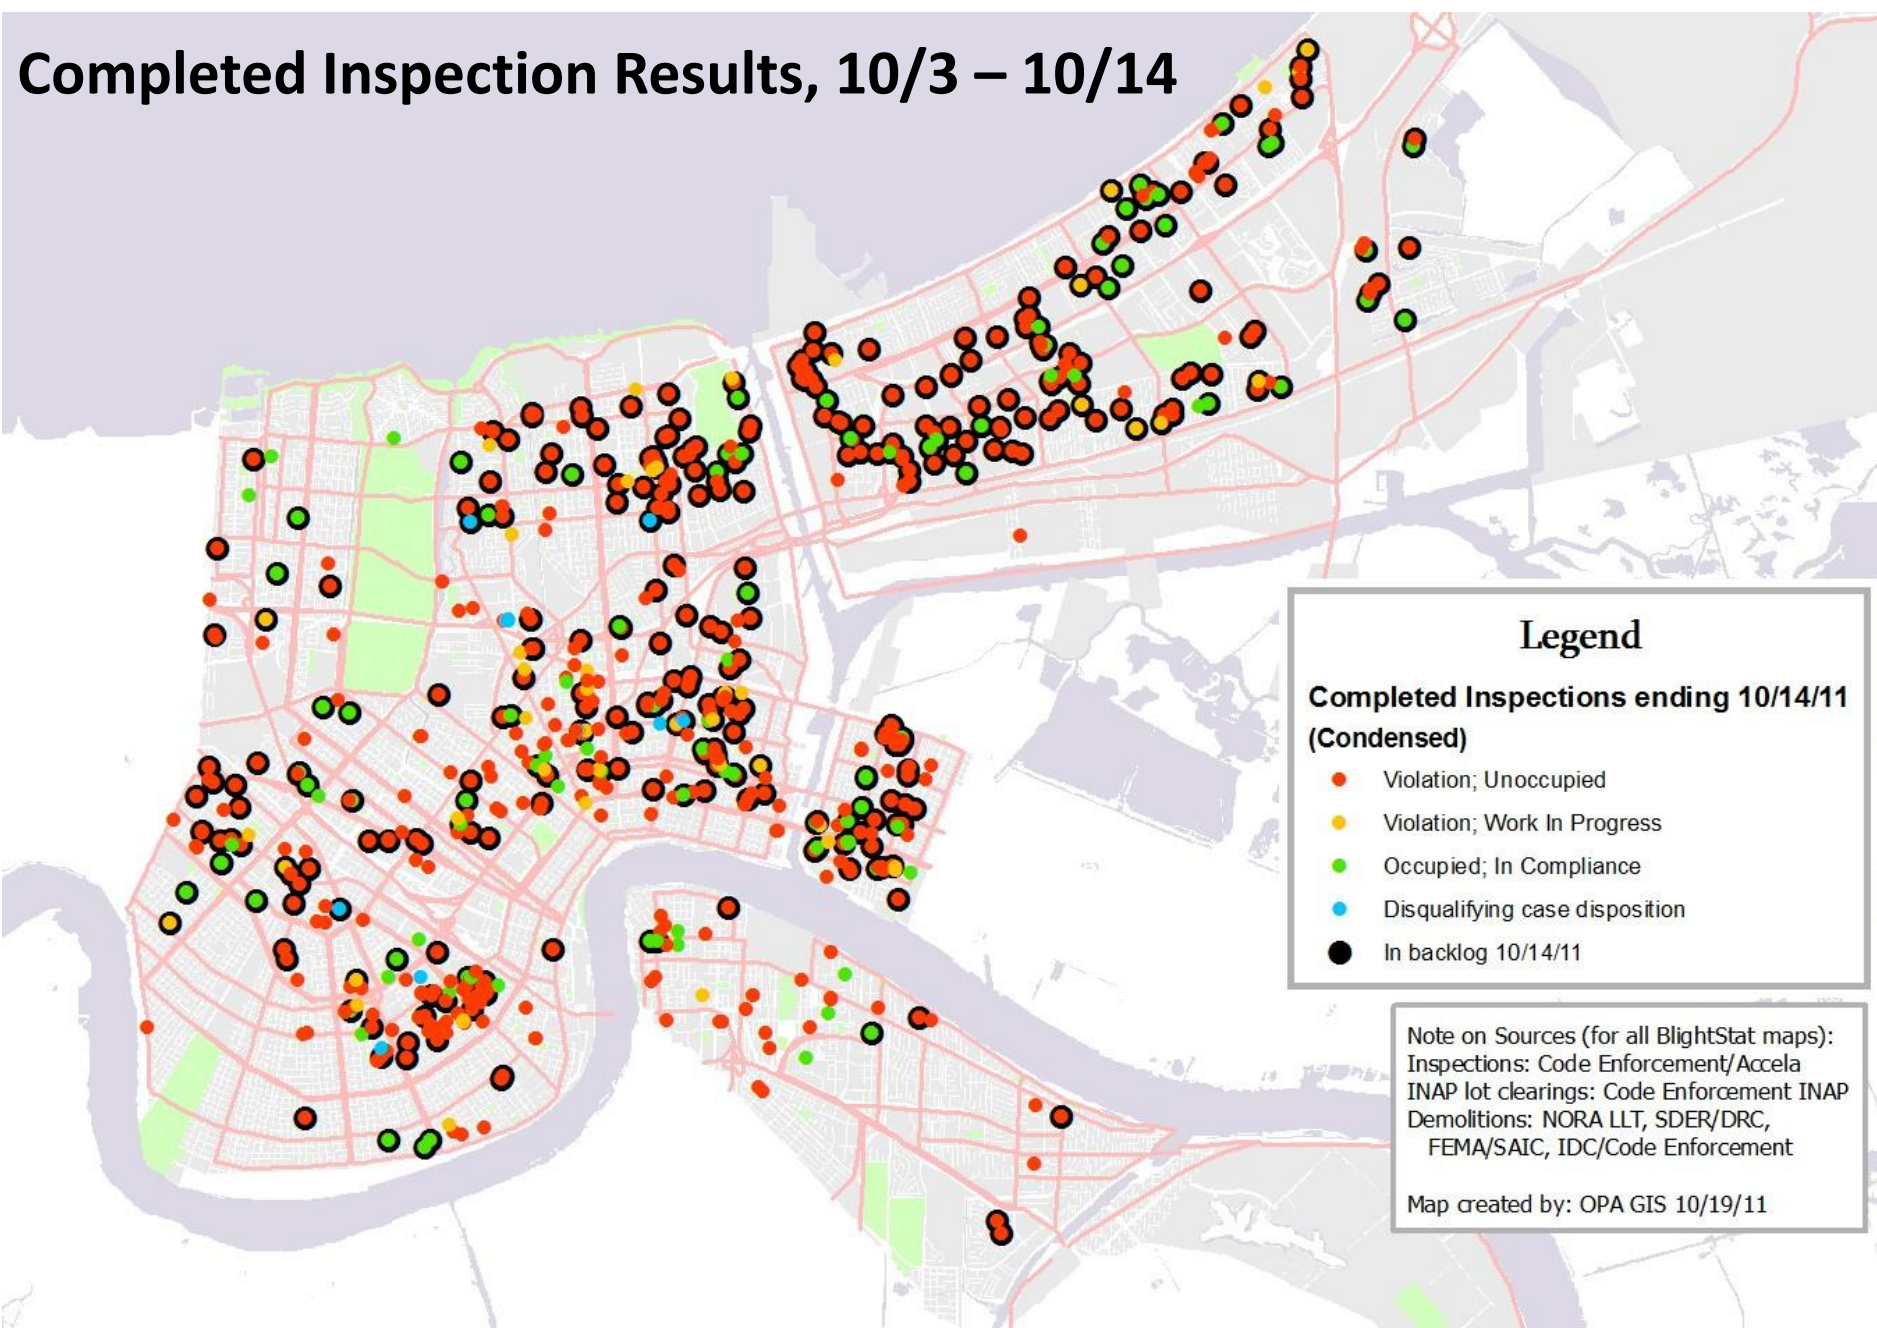 Completed Inspection Results, 10/3 – 10/14
Legend
Completed Inspections ending 10/14/11
(Condensed)
Violation; Unoccupied
Violation; Work In Progress
Occupied; In Compliance
Disqualifying case disposition
In backlog 10/14/11
Note on Sources (for all BlightStat maps):
Inspections: Code Enforcement/Accela
INAP lot clearings: Code Enforcement INAP
Demolitions: NORA LLT, SDER/DRC,
FEMA/SAIC, IDC/Code Enforcement
Map created by: OPA GIS 10/19/11